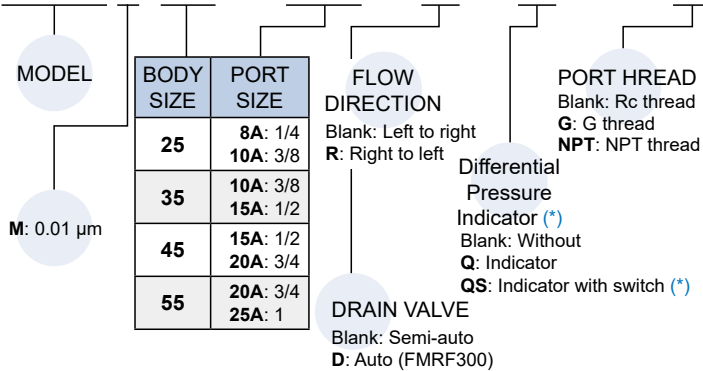 MODEL
M: 0.01 µm
BODY SIZE PORT SIZE
25 8A: 1/4
10A: 3/8
35 10A: 3/8
15A: 1/2
45 15A: 1/2
20A: 3/4
55 20A: 3/4
25A: 1
FLOW
DIRECTION
Blank: Left to right
R: Right to left
DRAIN VALVE
Blank: Semi-auto
D: Auto (FMRF300)
Differential
Pressure
Indicator (*)
Blank: Without
Q: Indicator
QS: Indicator with switch (*)
PORT HREAD
Blank: Rc thread
G: G thread
NPT: NPT thread